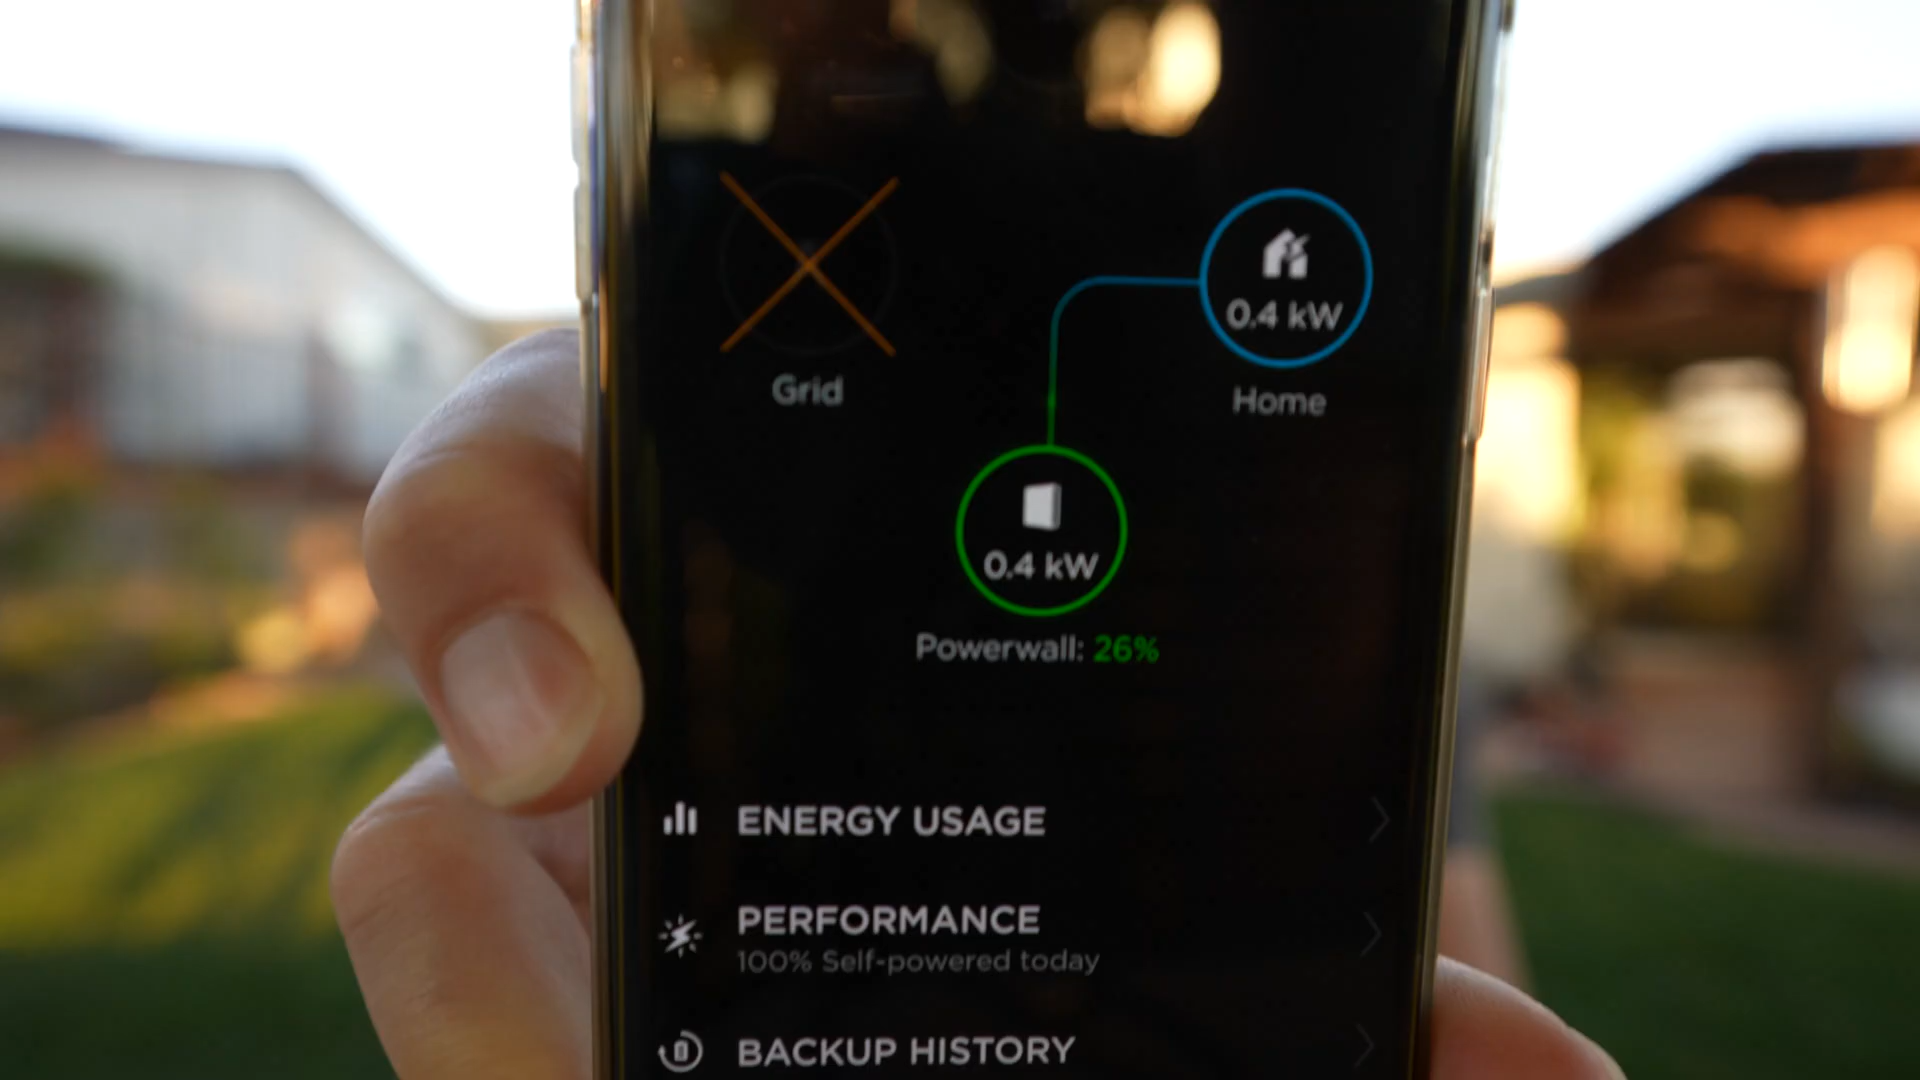 0.4 kW
Grid
Home
0.4 kW
Powerwall: 26%
ENERGY USAGE
PERFORMANCE
100% Self-powered today
BACKUP HISTORY